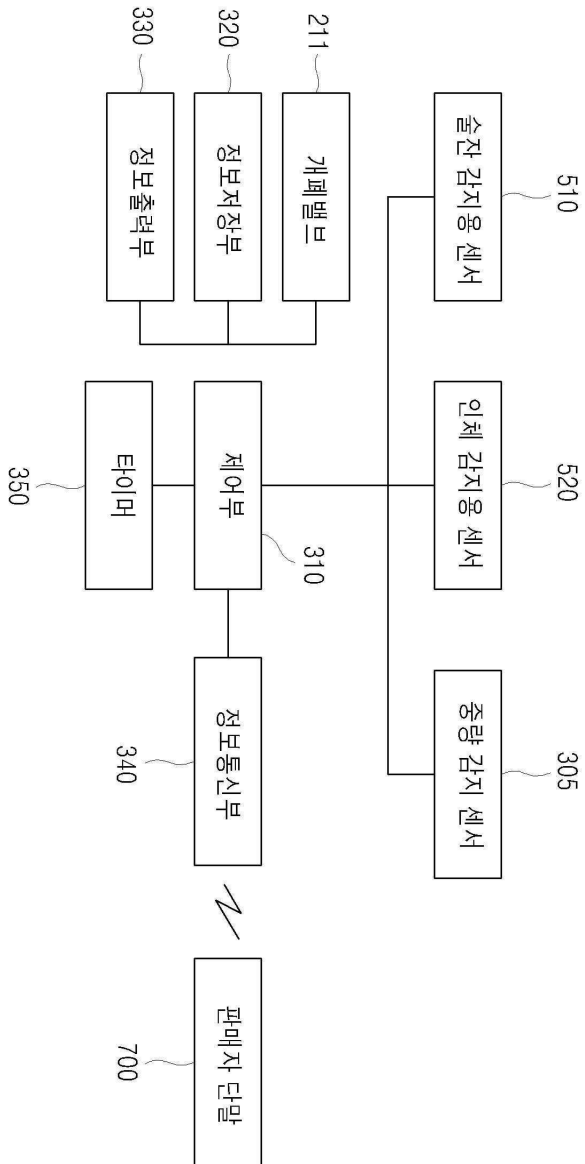 510
520
305
술잔 감지용 센서
인체 감지용 센서
중량 감지 센서
211
개폐밸브
310
320
정보저장부
제어부
정보통신부
판매자 단말
340
700
330
정보출력부
타이머
350